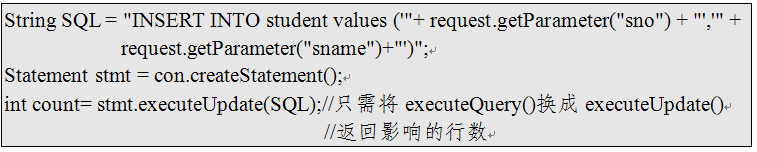 String SQL = "INSERT INTO student values ('"+ request.getParameter("sno") + "','" +
request.getParameter("sname")+"')";
Statement stmt = con.createStatement();
int count= stmt.executeUpdate(SQL);//只需将 executeQuery()换成 executeUpdate()
//返回影响的行数